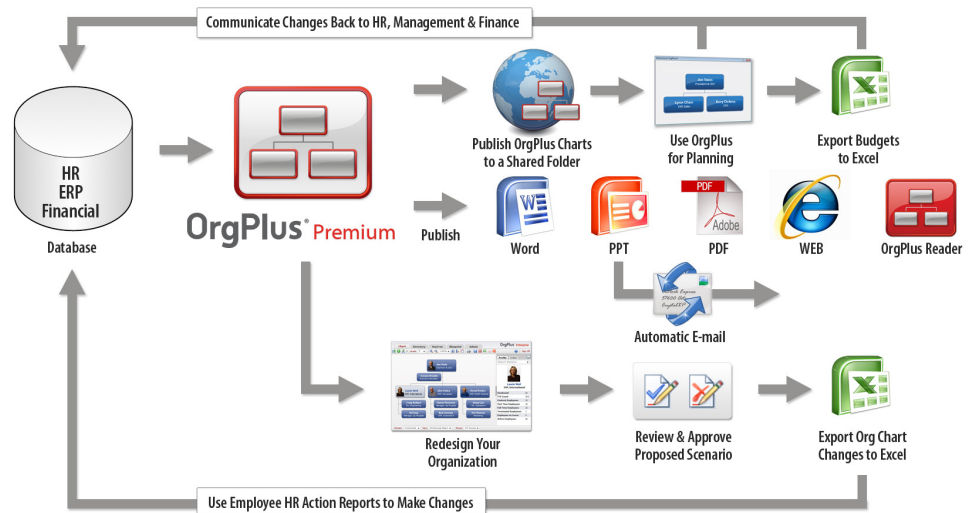 Communicate Changes Back to HR, Management & Finance
HR
ERP
Financial
Database
OrgPlus® Premium
Publish OrgPlus Charts
to a Shared Folder
Use OrgPlus
for Planning
Export Budgets
to Excel
Publish
Word
PPT
PDF
Adobe
PDF
WEB
OrgPlus Reader
Automatic E-mail
Redesign Your
Organization
Review & Approve
Proposed Scenario
Export Org Chart
Changes to Excel
Use Employee HR Action Reports to Make Changes